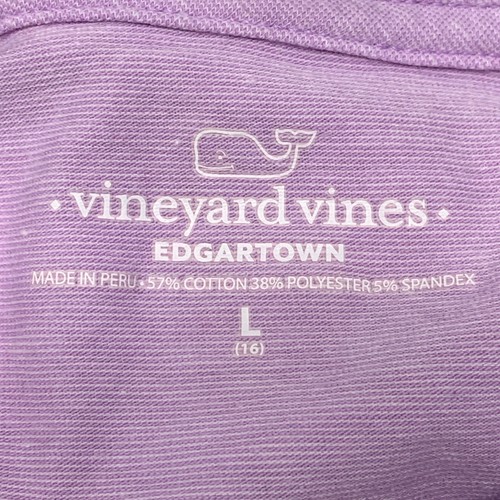 • vineyard vines •
EDGARTOWN
MADE IN PERU • 57% COTTON 38% POLYESTER 5% SPANDEX
L
(16)